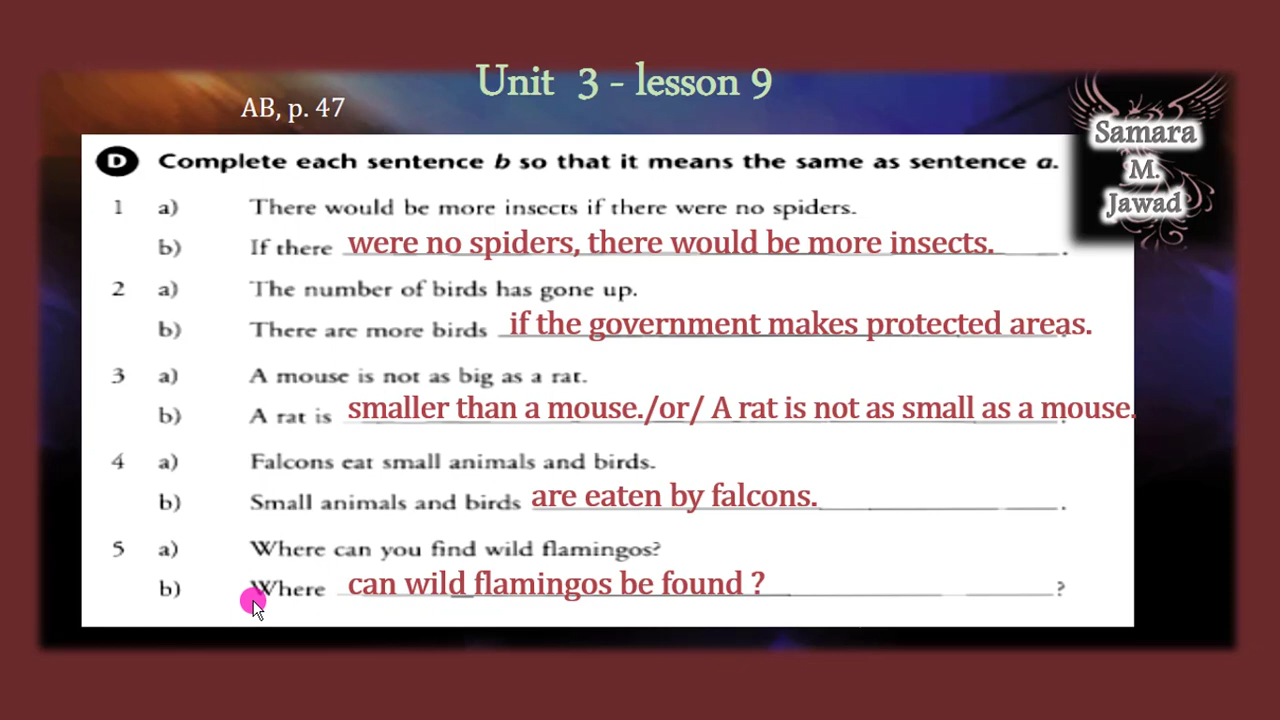 Unit 3 - lesson 9
AB, p. 47
Samara
M.
Jawad
D Complete each sentence b so that it means the same as sentence a.
1 a) There would be more insects if there were no spiders.
b) If there were no spiders, there would be more insects. .
2 a) The number of birds has gone up.
b) There are more birds if the government makes protected areas.
3 a) A mouse is not as big as a rat.
b) A rat is smaller than a mouse./or/ A rat is not as small as a mouse.
4 a) Falcons eat small animals and birds.
b) Small animals and birds are eaten by falcons. .
5 a) Where can you find wild flamingos?
b) Where can wild flamingos be found ? ?